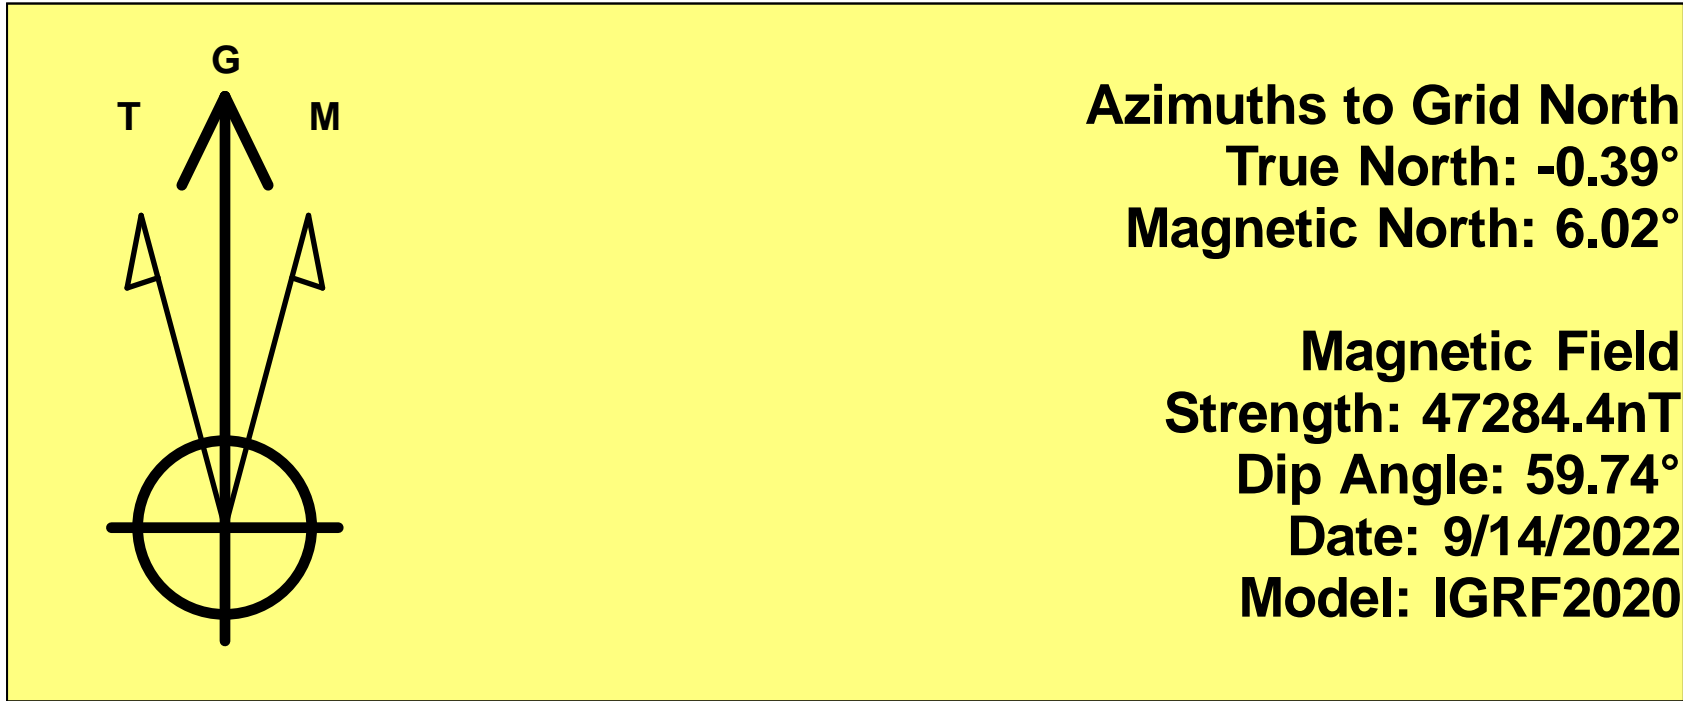 G
T M
Azimuths to Grid North
True North: -0.39°
Magnetic North: 6.02°
Magnetic Field
Strength: 47284.4nT
Dip Angle: 59.74°
Date: 9/14/2022
Model: IGRF2020